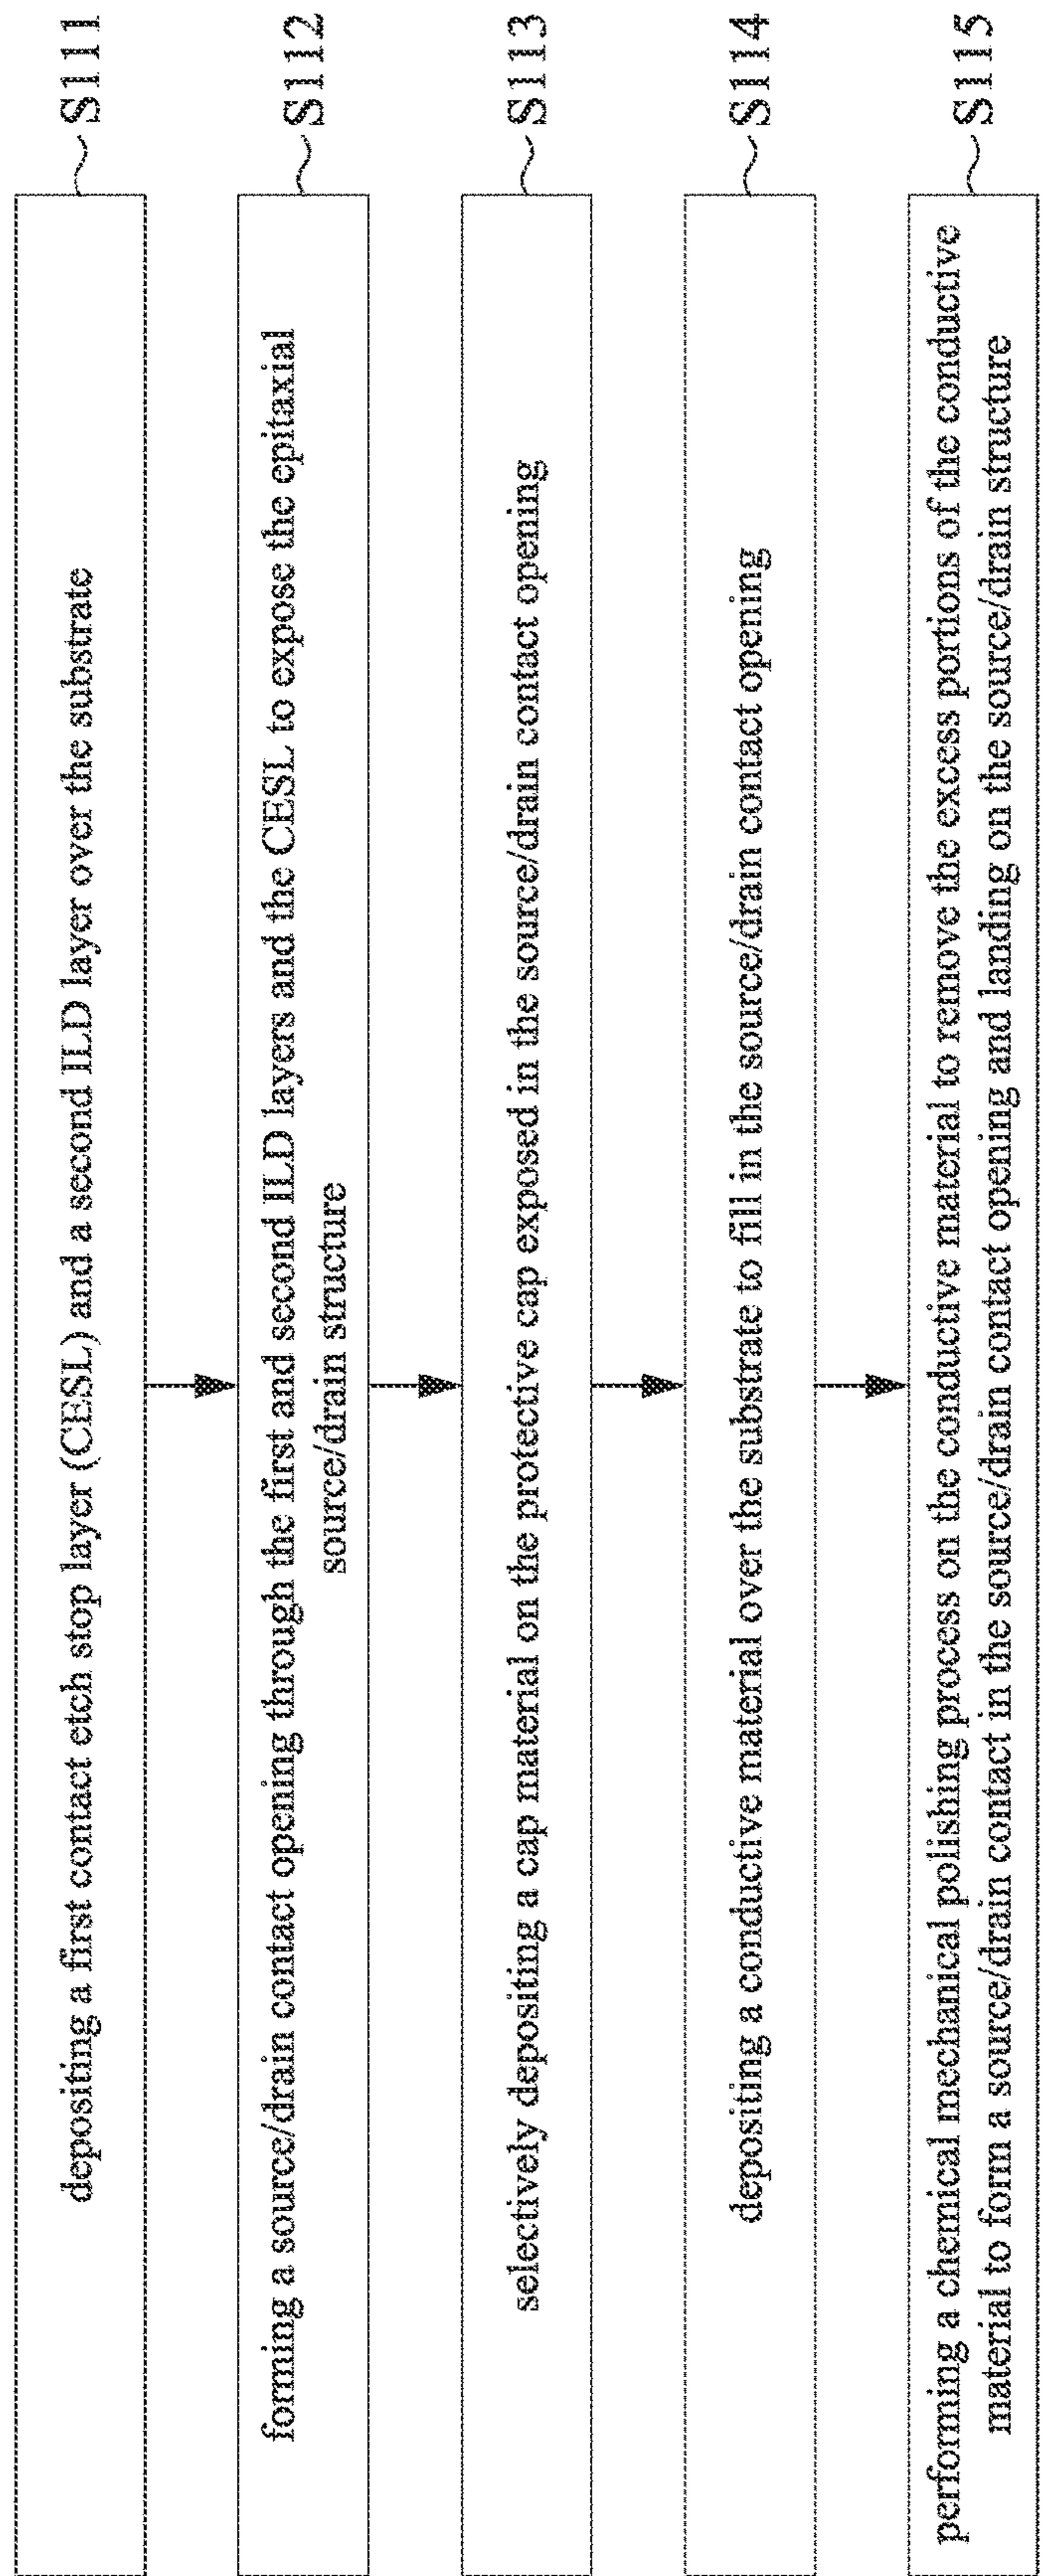 depositing a first contact etch stop layer (CESL) and a second ILD layer over the substrate
S111
forming a source/drain contact opening through the first and second ILD layers and the CESL to expose the epitaxial
source/drain structure
S112
selectively depositing a cap material on the protective cap exposed in the source/drain contact opening
S113
depositing a conductive material over the substrate to fill in the source/drain contact opening
S114
performing a chemical mechanical polishing process on the conductive material to remove the excess portions of the conductive
material to form a source/drain contact in the source/drain contact opening and landing on the source/drain structure
S115